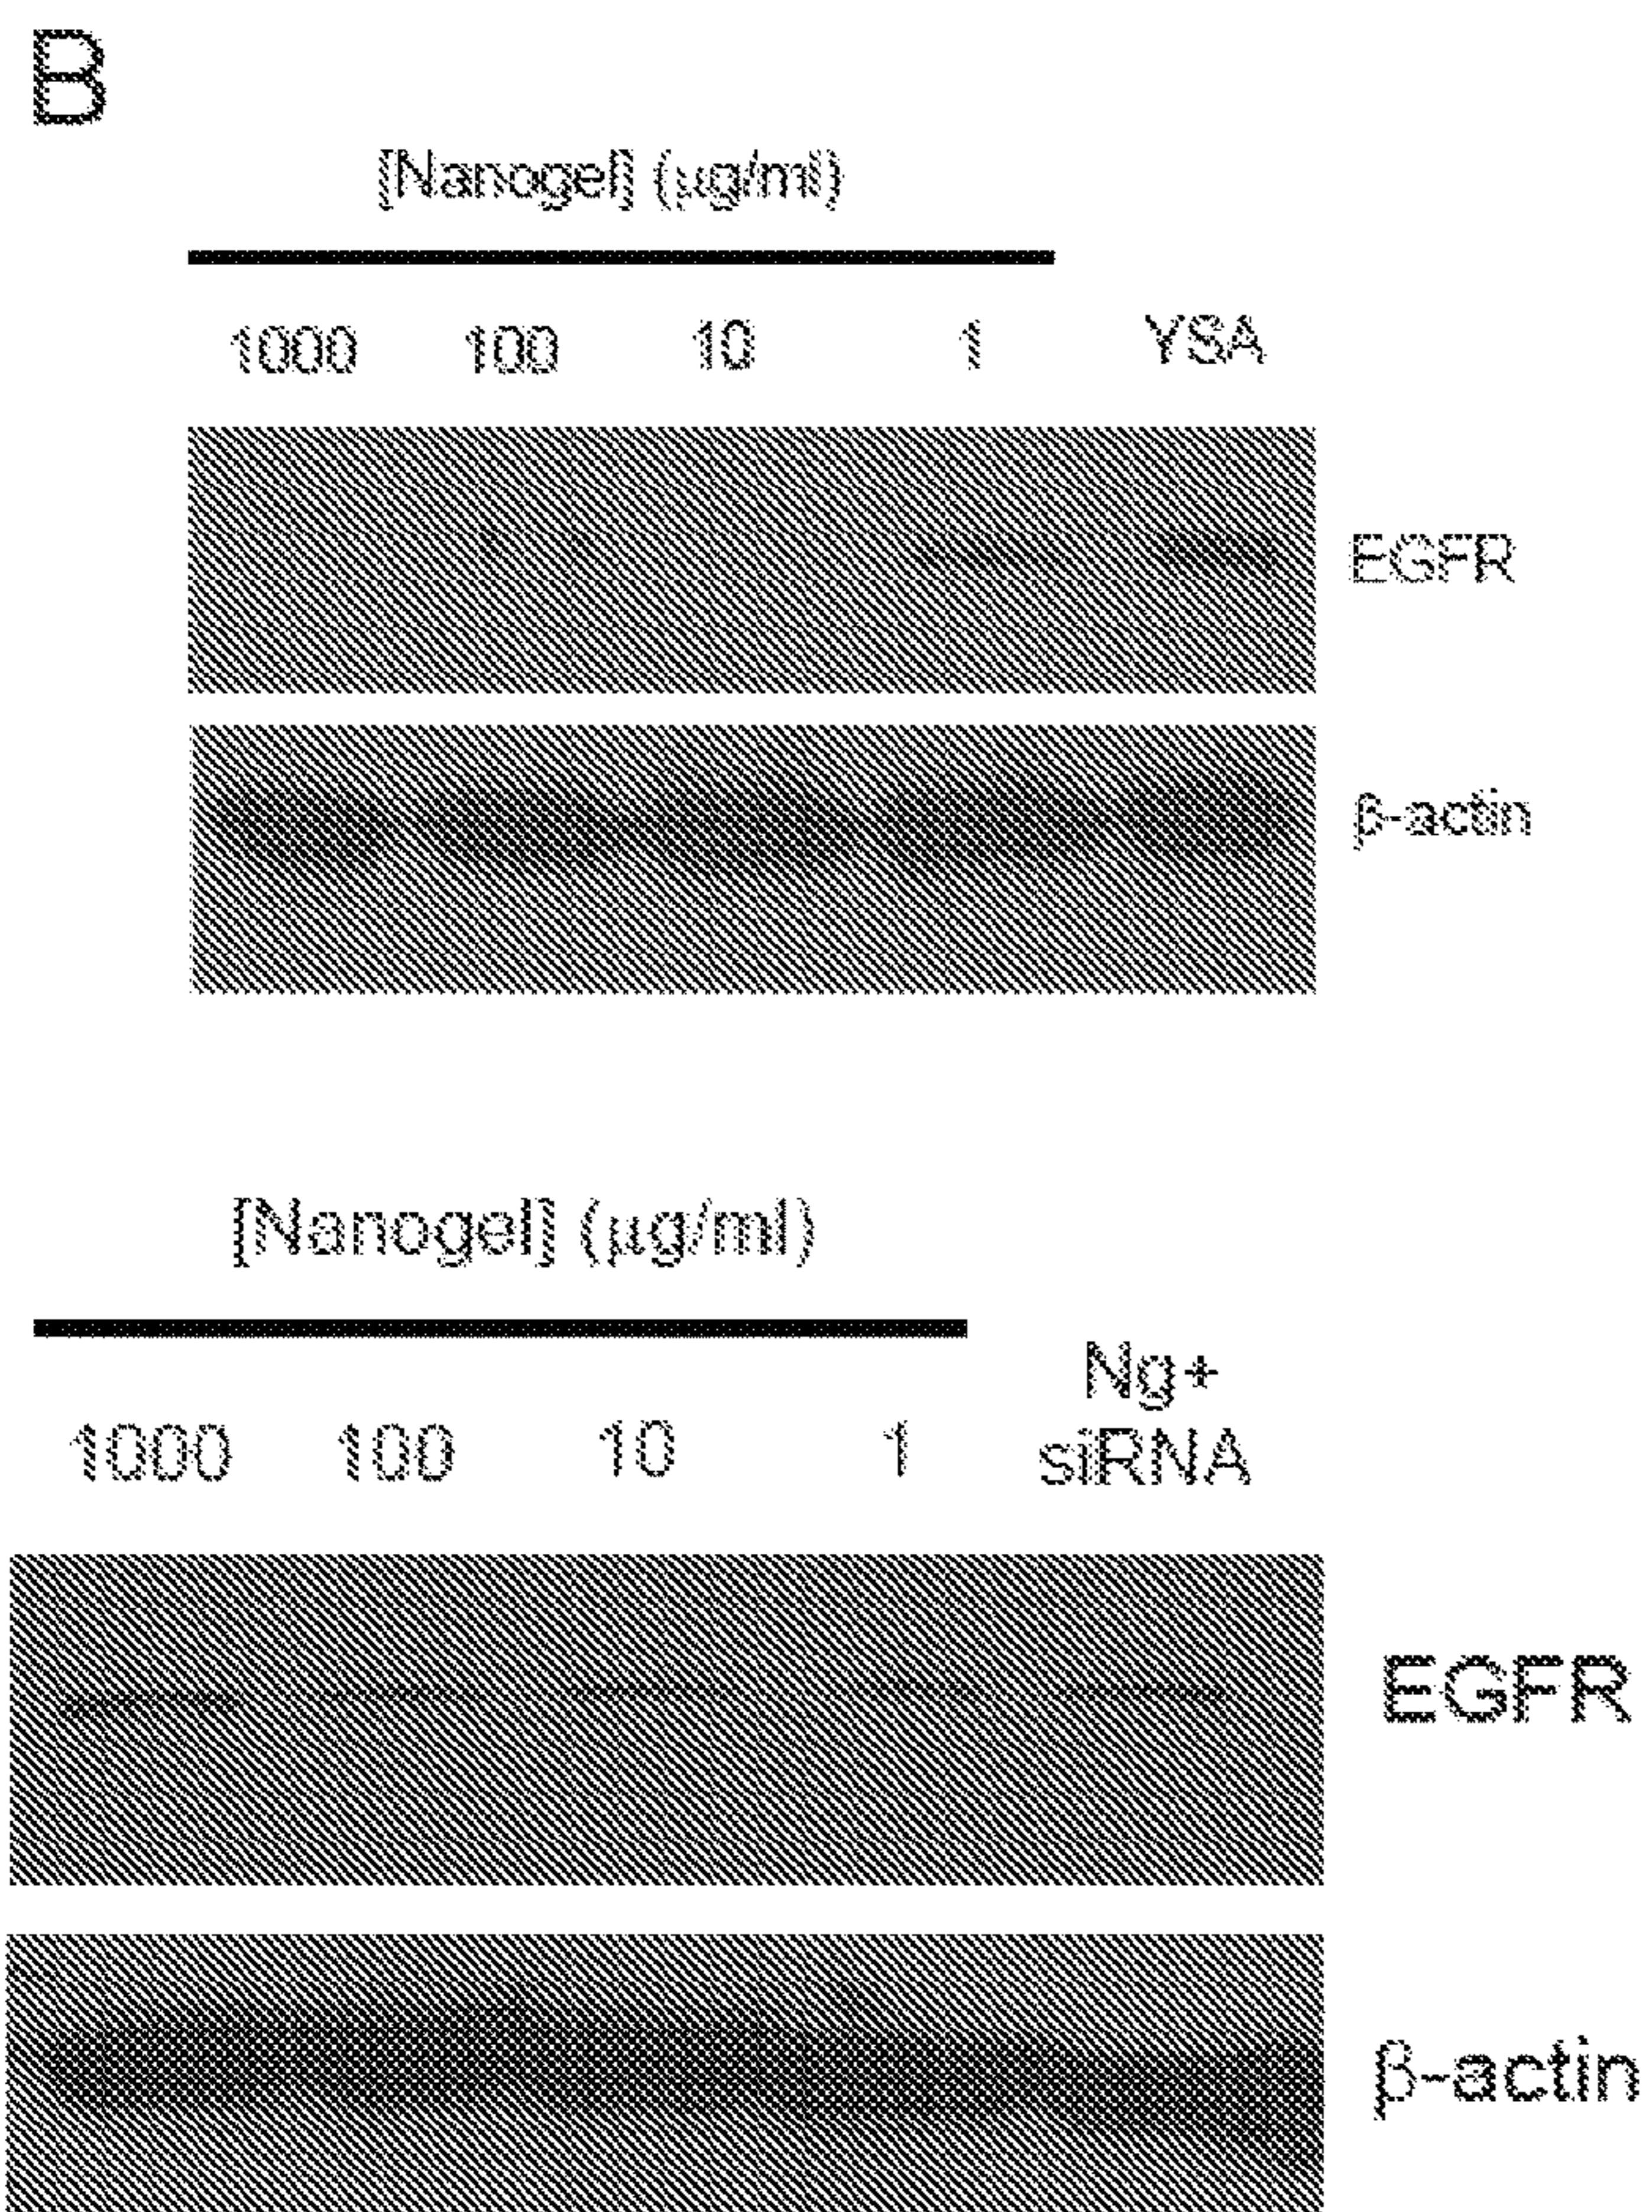 B
[Nanogel] (μg/ml)
1000 100 10 1 YSA
EGFR
β-actin
[Nanogel] (μg/ml)
Ng+
1000 100 10 1 siRNA
EGFR
β-actin